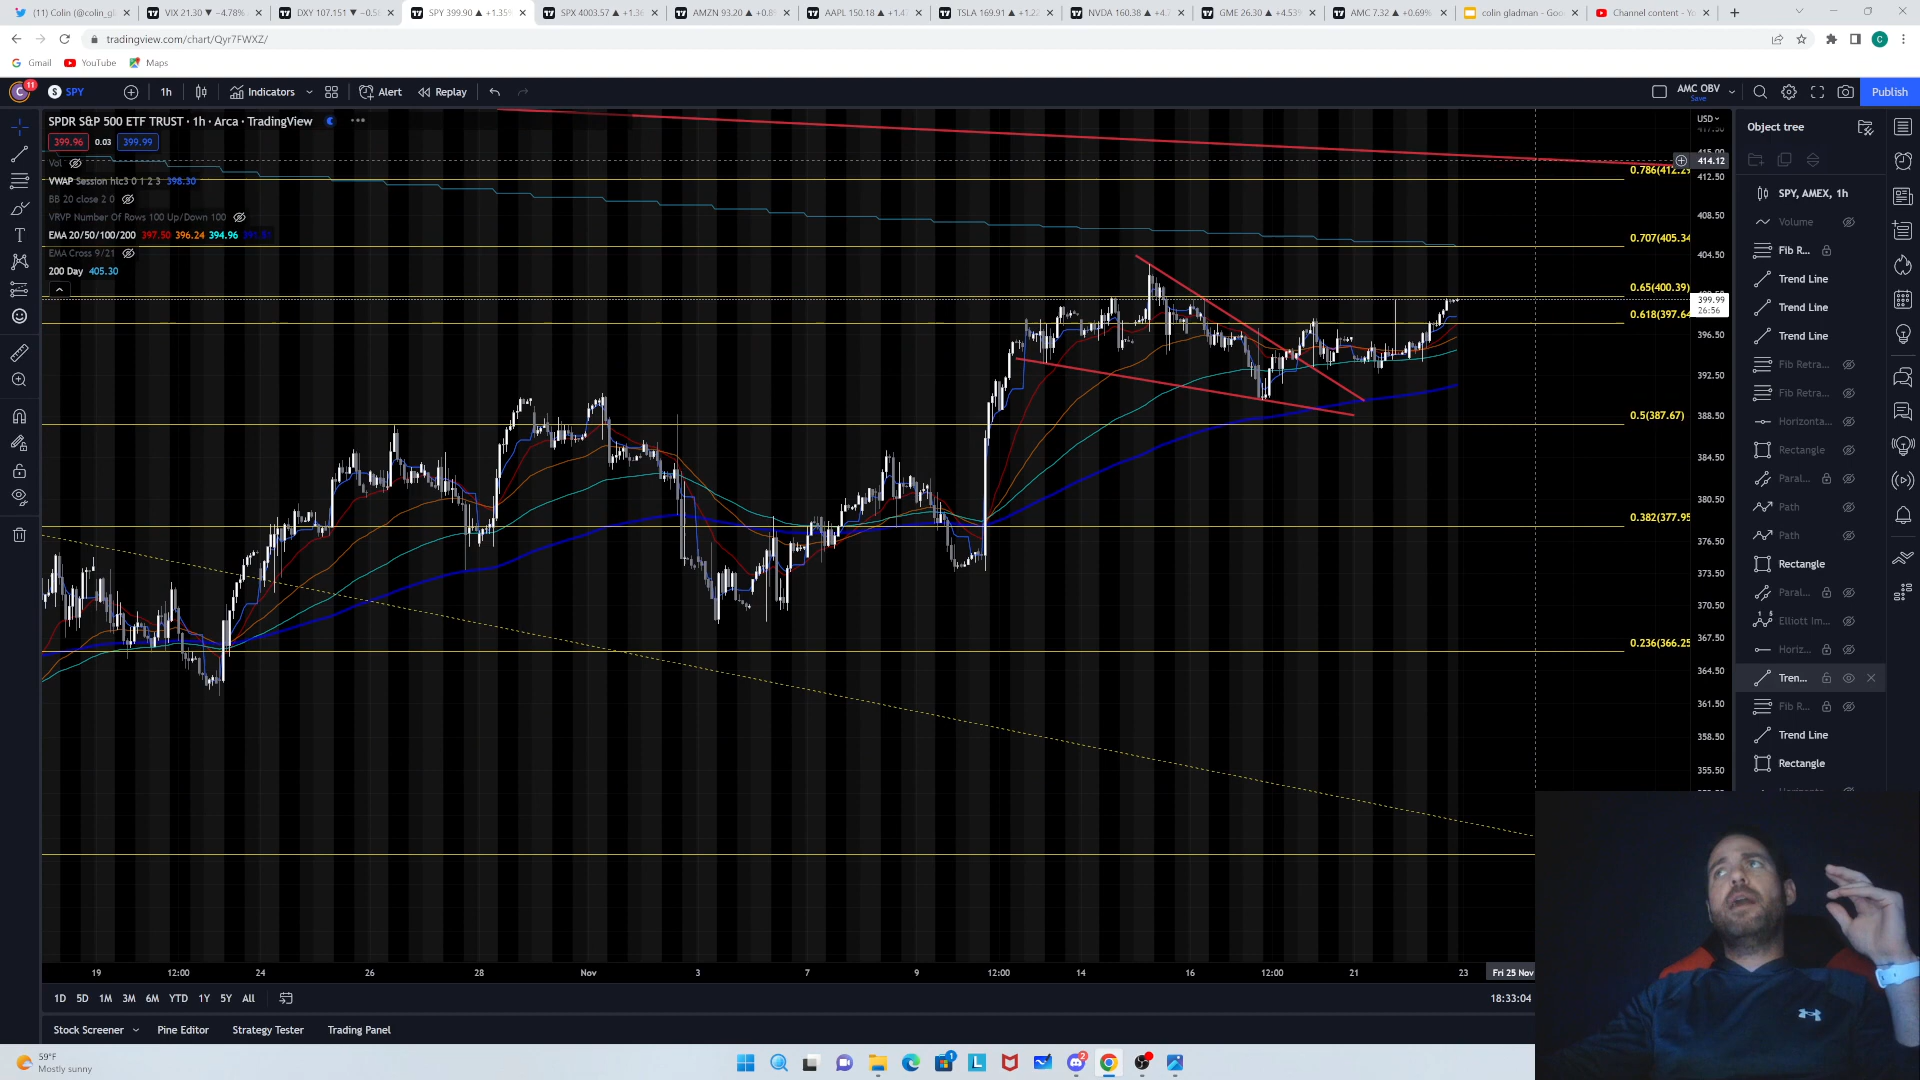 (1) Colin (@colin_gl
VIX 21.30 ▼ −4.78%
DXY 107.151 ▼ −0.5
SPY 399.90 ▲ +1.35%
SPX 4003.57 ▲ +1.36
AMZN 93.20 ▲ +0.8
AAPL 150.18 ▲ +1.4
TSLA 169.91 ▲ +1.22
NVDA 160.38 ▲ +4.7
GME 26.30 ▲ +4.53%
AMC 7.32 ▲ +0.69%
colin gladman - Goo
Channel content - Yo
tradingview.com/chart/Qyr7FWXZ/
C
Gmail
YouTube
Maps
C 11
S SPY
1h
Indicators
Alert
Replay
AMC OBV
Save
Publish
SPDR S&P 500 ETF TRUST · 1h · Arca · TradingView
399.96 0.03 399.99
Vol
VWAP Session hlc3 0 1 2 3 398.30
BB 20 close 2 0
VRVP Number Of Rows 100 Up/Down 100
EMA 20/50/100/200 397.50 396.24 394.96
EMA Cross 9/21
200 Day 405.30
USD
414.12
412.50
408.50
404.50
399.99
26:56
396.50
392.50
388.50
384.50
380.50
376.50
373.50
370.50
367.50
364.50
361.50
358.50
355.50
0.786(412.29
0.707(405.34
0.65(400.39)
0.618(397.64
0.5(387.67)
0.382(377.95
0.236(366.25
Object tree
SPY, AMEX, 1h
Volume
Fib R...
Trend Line
Trend Line
Trend Line
Fib Retra...
Fib Retra...
Horizonta...
Rectangle
Paral...
Path
Path
Rectangle
Paral...
Elliott Im...
Horiz...
Tren...
Fib R...
Trend Line
Rectangle
19
12:00
24
26
28
Nov
3
7
9
12:00
14
16
12:00
21
23
Fri 25 Nov
1D 5D 1M 3M 6M YTD 1Y 5Y All
18:33:04
Stock Screener
Pine Editor
Strategy Tester
Trading Panel
59°F
Mostly sunny
1
L
2